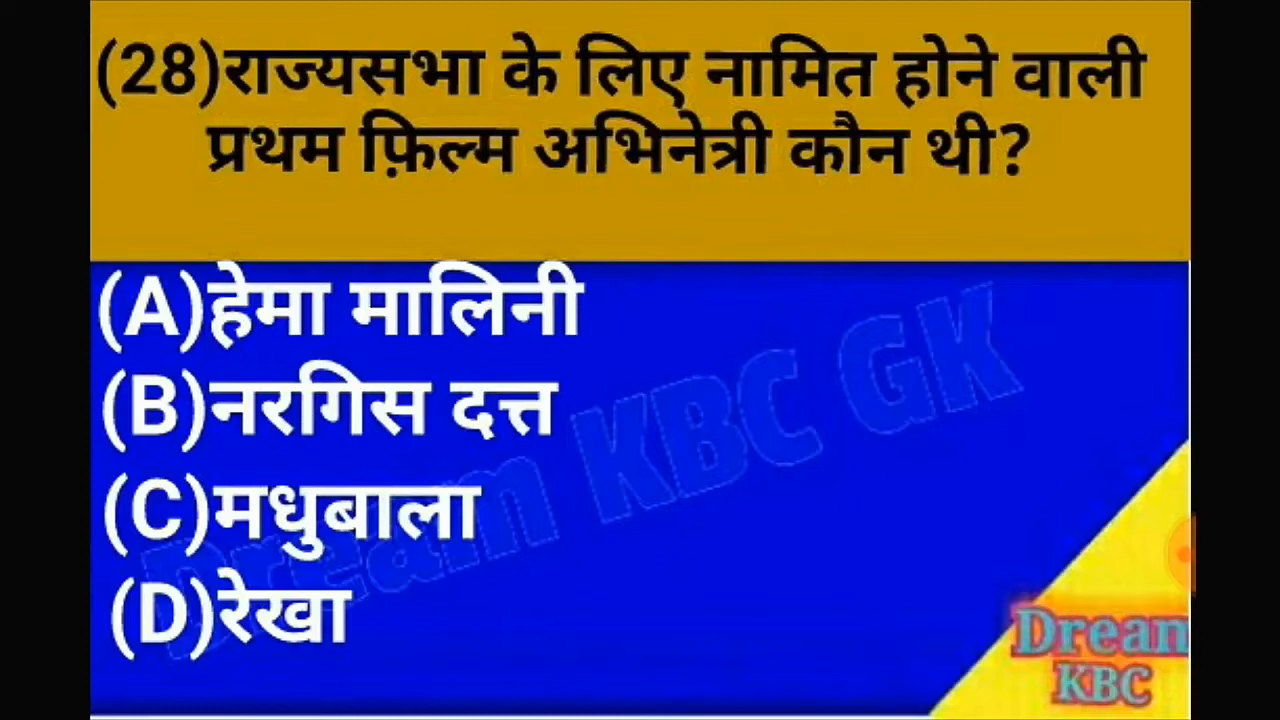 (28)राज्यसभा के लिए नामित होने वाली
प्रथम फ़िल्म अभिनेत्री कौन थी?
(A)हेमा मालिनी
(B)नरगिस दत्त
(C)मधुबाला
(D)रेखा
Dream KBC GK
Dream
KBC